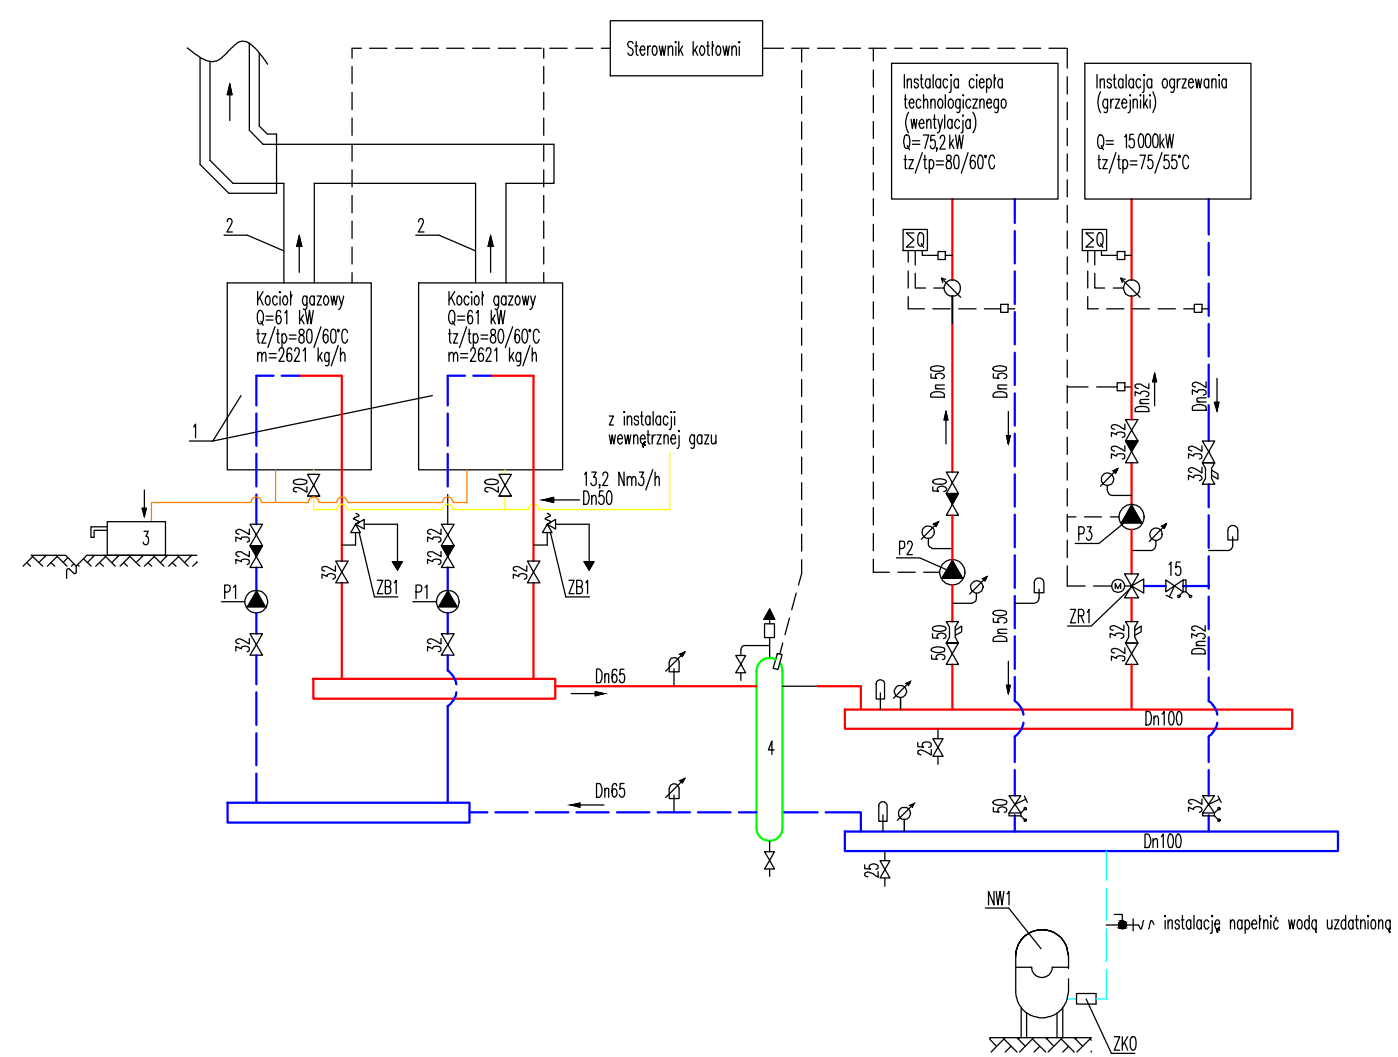 Sterownik kotłowni
Instalacja ciepła
technologicznego
(wentylacja)
Q=75,2 kW
tz/tp=80/60°C
Instalacja ogrzewania
(grzejniki)
Q= 15 000kW
tz/tp=75/55°C
2
2
ΣQ
ΣQ
Kocioł gazowy
Q=61 kW
tz/tp=80/60°C
m=2621 kg/h
Kocioł gazowy
Q=61 kW
tz/tp=80/60°C
m=2621 kg/h
Dn 50
Dn 50
Dn32
Dn32
1
z instalacji
wewnętrznej gazu
13,2 Nm3/h
Dn50
20
20
32
32
32
32
50
3
32
32
32
32
32
32
P1
P1
ZB1
ZB1
32
32
P2
P3
M
15
ZR1
50
50
Dn 50
32
32
Dn32
Dn65
Dn100
25
4
Dn65
50
32
Dn100
25
NW1
instalację napełnić wodą uzdatnioną
ZKO